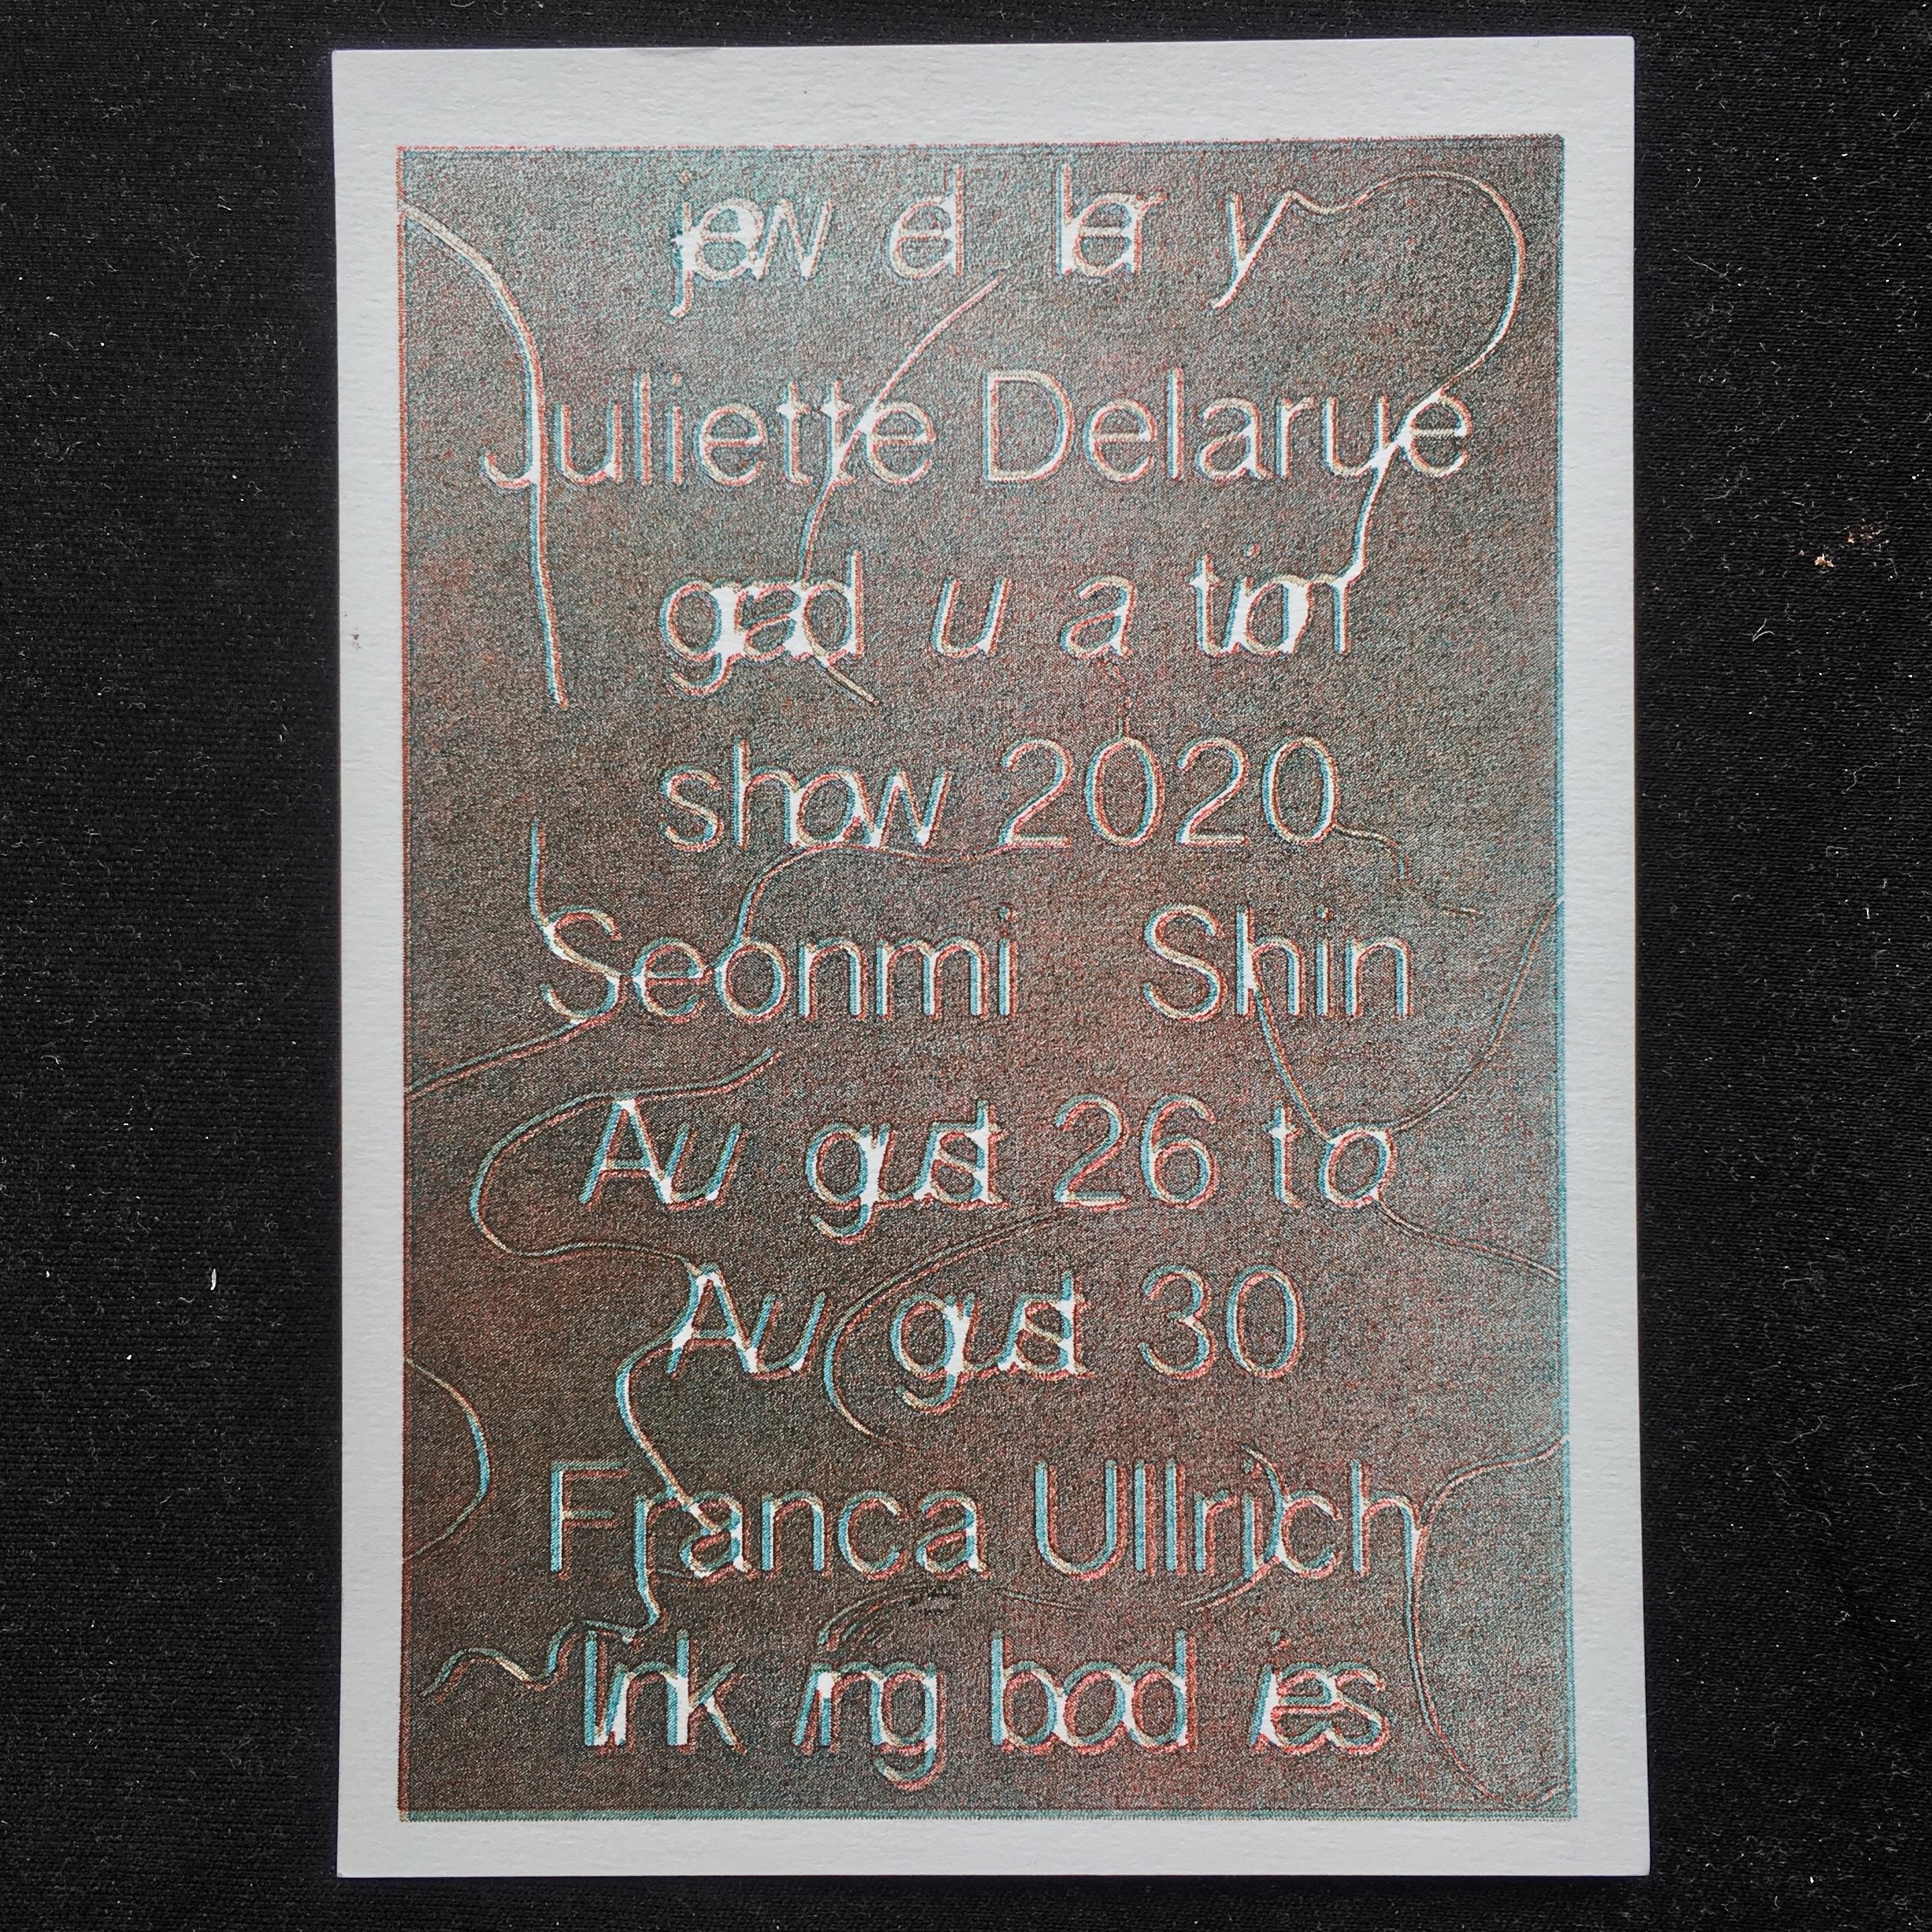 jewellery
Juliette Delarue
graduation
show 2020
Seonmi Shin
August 26 to
August 30
Franca Ullrich
linking bodies